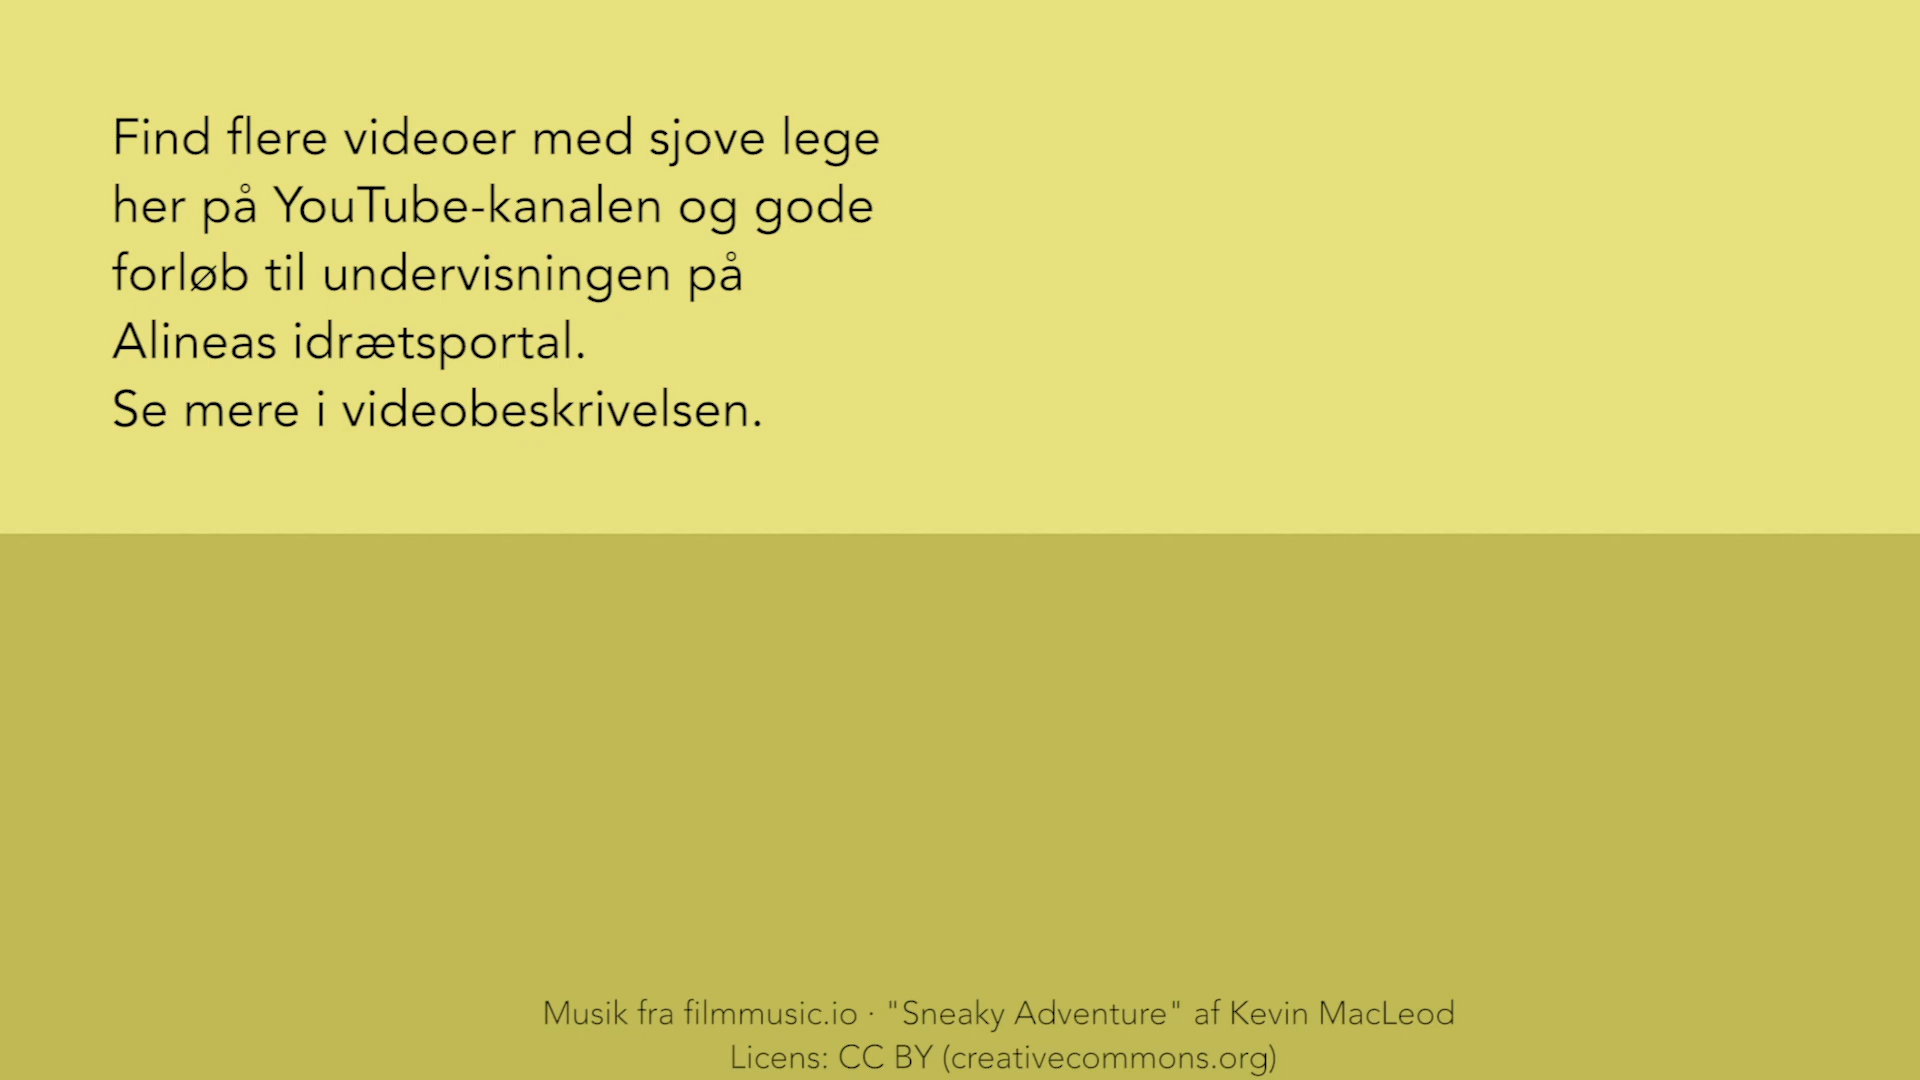 Find flere videoer med sjove lege
her på YouTube-kanalen og gode
forløb til undervisningen på
Alineas idrætsportal.
Se mere i videobeskrivelsen.
Musik fra filmmusic.io · "Sneaky Adventure" af Kevin MacLeod
Licens: CC BY (creativecommons.org)